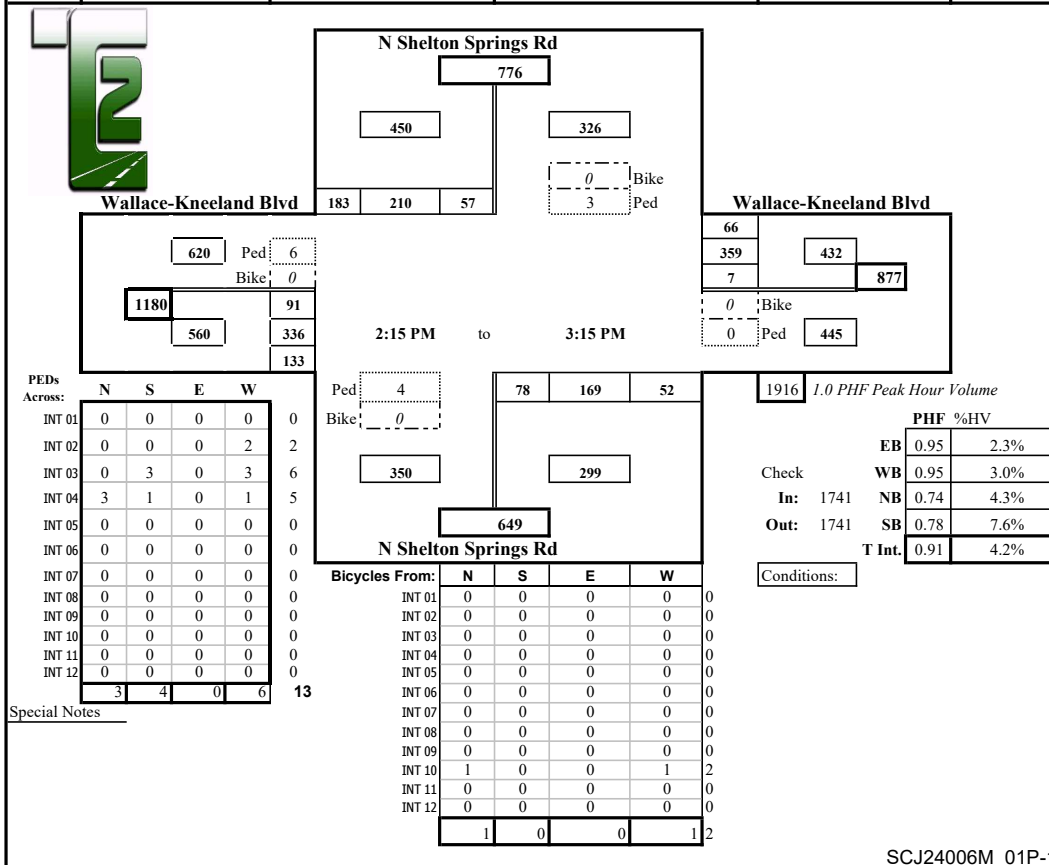 N Shelton Springs Rd
776
450 326
0 Bike
3 Ped
Wallace-Kneeland Blvd 183 210 57 Wallace-Kneeland Blvd
66
620 Ped 6 359 432
Bike 0 7 877
1180 91 0 Bike
560 336 2:15 PM to 3:15 PM 0 Ped 445
133
PEDs Across: N S E W Ped 4 78 169 52 1916 1.0 PHF Peak Hour Volume
INT 01 0 0 0 0 0 Bike 0 PHF %HV
INT 02 0 0 0 2 2 EB 0.95 2.3%
INT 03 0 3 0 3 6 350 299 Check WB 0.95 3.0%
INT 04 3 1 0 1 5 In: 1741 NB 0.74 4.3%
INT 05 0 0 0 0 0 649 Out: 1741 SB 0.78 7.6%
INT 06 0 0 0 0 0 N Shelton Springs Rd T Int. 0.91 4.2%
INT 07 0 0 0 0 0 Bicycles From: N S E W Conditions:
INT 08 0 0 0 0 0 INT 01 0 0 0 0 0
INT 09 0 0 0 0 0 INT 02 0 0 0 0 0
INT 10 0 0 0 0 0 INT 03 0 0 0 0 0
INT 11 0 0 0 0 0 INT 04 0 0 0 0 0
INT 12 0 0 0 0 0 INT 05 0 0 0 0 0
3 4 0 6 13 INT 06 0 0 0 0 0
Special Notes INT 07 0 0 0 0 0
INT 08 0 0 0 0 0
INT 09 0 0 0 0 0
INT 10 1 0 0 1 2
INT 11 0 0 0 0 0
INT 12 0 0 0 0 0
1 0 0 1 2